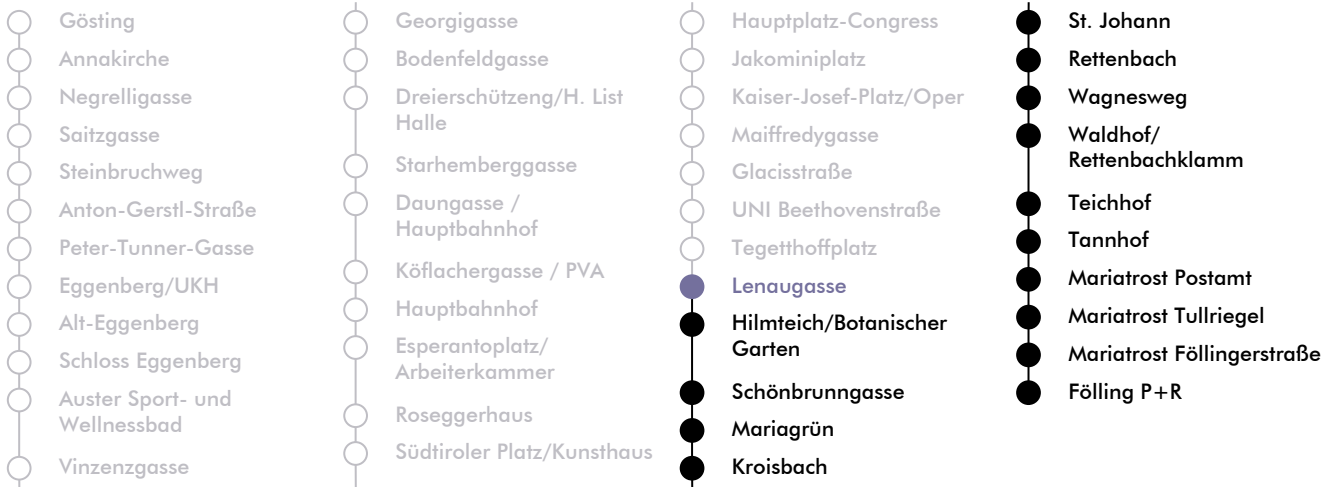 Gösting
Annakirche
Negrelligasse
Saitzgasse
Steinbruchweg
Anton-Gerstl-Straße
Peter-Tunner-Gasse
Eggenberg/UKH
Alt-Eggenberg
Schloss Eggenberg
Auster Sport- und
Wellnessbad
Vinzenzgasse
Georgigasse
Bodenfeldgasse
Dreierschützeng/H. List
Halle
Starhemberggasse
Daungasse /
Hauptbahnhof
Köflachergasse / PVA
Hauptbahnhof
Esperantoplatz/
Arbeiterkammer
Roseggerhaus
Südtiroler Platz/Kunsthaus
Hauptplatz-Congress
Jakominiplatz
Kaiser-Josef-Platz/Oper
Maiffredygasse
Glacisstraße
UNI Beethovenstraße
Tegetthoffplatz
Lenaugasse
Hilmteich/Botanischer
Garten
Schönbrunngasse
Mariagrün
Kroisbach
St. Johann
Rettenbach
Wagnesweg
Waldhof/
Rettenbachklamm
Teichhof
Tannhof
Mariatrost Postamt
Mariatrost Tullriegel
Mariatrost Föllingerstraße
Fölling P+R